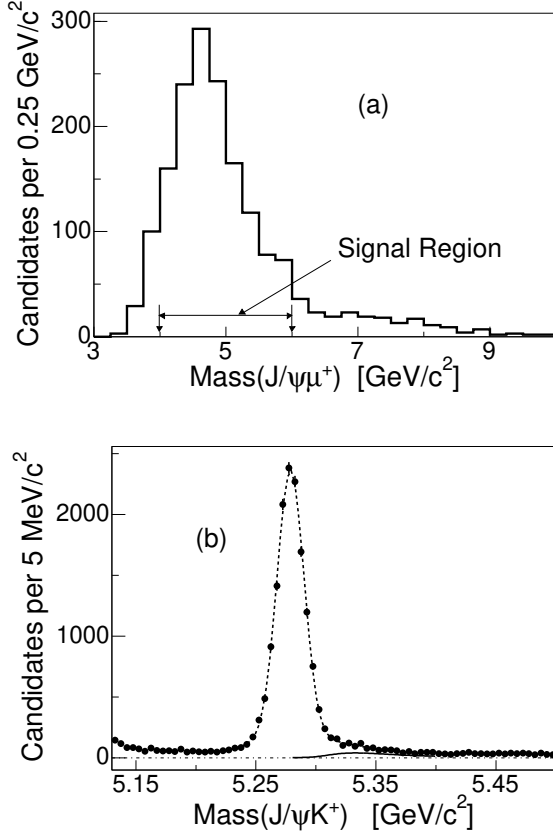 Candidates per 0.25 GeV/c²
300
200
100
0
(a)
Signal Region
3 5 7 9
Mass(J/ψμ⁺) [GeV/c²]
Candidates per 5 MeV/c²
2000
1000
0
(b)
5.15 5.25 5.35 5.45
Mass(J/ψK⁺) [GeV/c²]